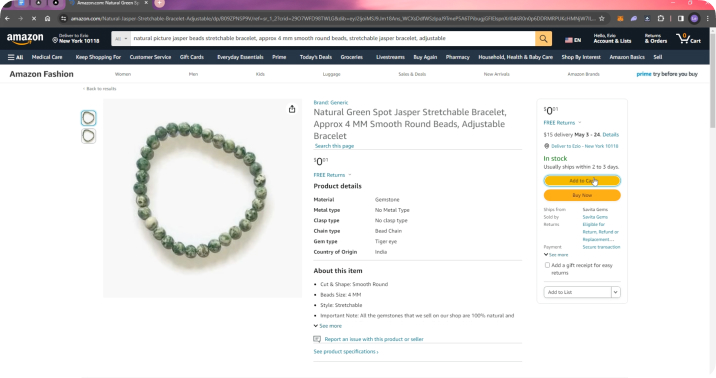 Amazon.com: Natural Green Sp
amazon.com/Natural-Jasper-Stretchable-Bracelet-Adjustable/dp/
amazon
Deliver to Ezio
New York 10118
All
natural picture jasper beads stretchable bracelet, approx 4 mm smooth round beads, stretchable jasper bracelet, adjustable
EN
Hello, Ezio
Account & Lists
Returns
& Orders
0
Cart
All
Medical Care
Keep Shopping For
Customer Service
Gift Cards
Everyday Essentials
Prime
Today's Deals
Groceries
Livestreams
Buy Again
Pharmacy
Household, Health & Baby Care
Shop By Interest
Amazon Basics
Sell
Amazon Fashion
Women
Men
Kids
Luggage
Sales & Deals
New Arrivals
Amazon Brands
prime try before you buy
‹ Back to results
Brand: Generic
Natural Green Spot Jasper Stretchable Bracelet,
Approx 4 MM Smooth Round Beads, Adjustable
Bracelet
Search this page
$0 01
FREE Returns
Product details
Material Gemstone
Metal type No Metal Type
Clasp type No clasp type
Chain type Bead Chain
Gem type Tiger eye
Country of Origin India
About this item
• Cut & Shape: Smooth Round
• Beads Size: 4 MM
• Style: Stretchable
• Important Note: All the gemstones that we sell on our shop are 100% natural and
See more
Report an issue with this product or seller
See product specifications ›
$0 01
FREE Returns
$15 delivery May 3 - 24. Details
Deliver to Ezio - New York 10118
In stock
Usually ships within 2 to 3 days.
Add to Cart
Buy Now
Ships from Savita Gems
Sold by Savita Gems
Returns Eligible for
Return, Refund or
Replacement...
Payment Secure transaction
See more
Add a gift receipt for easy
returns
Add to List